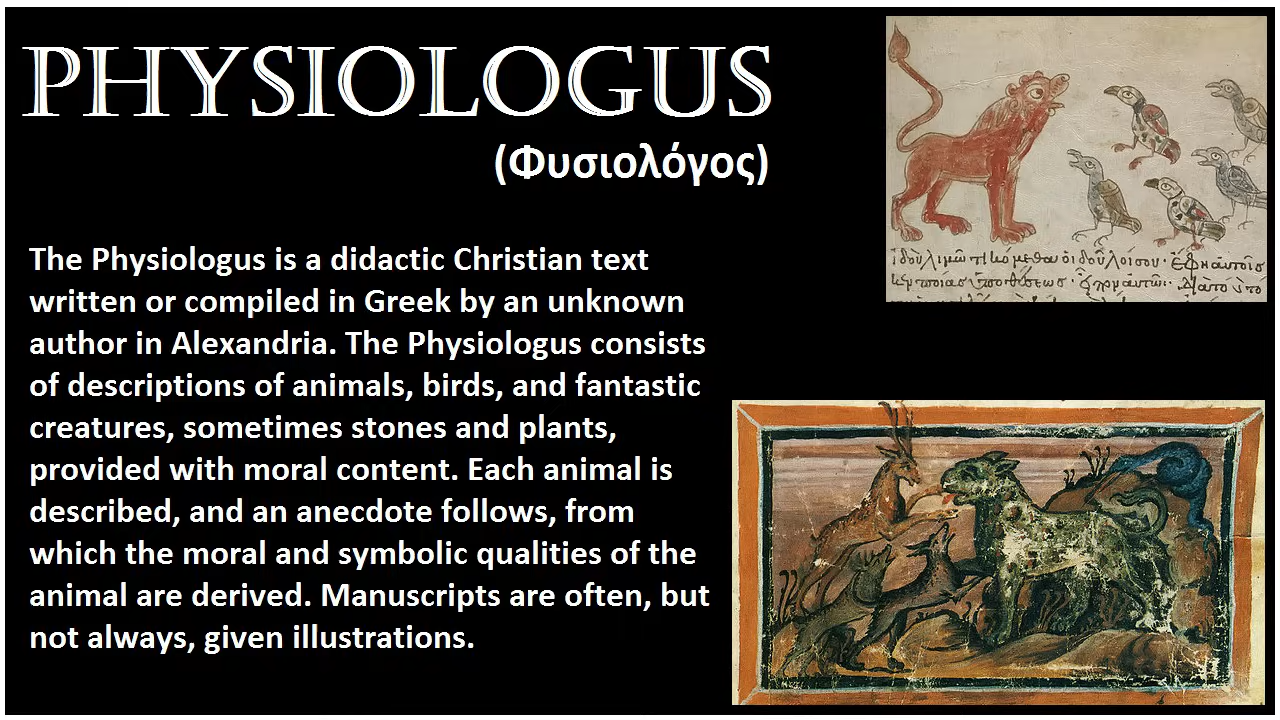 PHYSIOLOGUS
(Φυσιολόγος)
The Physiologus is a didactic Christian text
written or compiled in Greek by an unknown
author in Alexandria. The Physiologus consists
of descriptions of animals, birds, and fantastic
creatures, sometimes stones and plants,
provided with moral content. Each animal is
described, and an anecdote follows, from
which the moral and symbolic qualities of the
animal are derived. Manuscripts are often, but
not always, given illustrations.